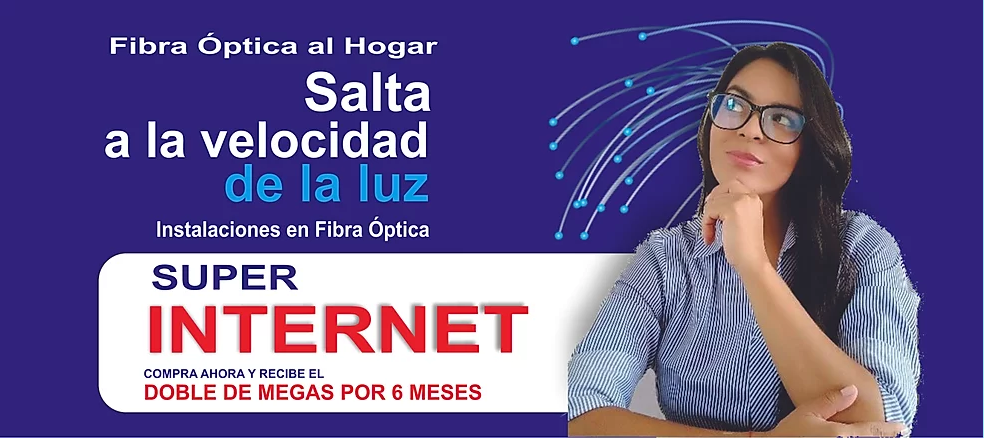 Fibra Óptica al Hogar
Salta
a la velocidad
de la luz
Instalaciones en Fibra Óptica
SUPER
INTERNET
COMPRA AHORA Y RECIBE EL
DOBLE DE MEGAS POR 6 MESES